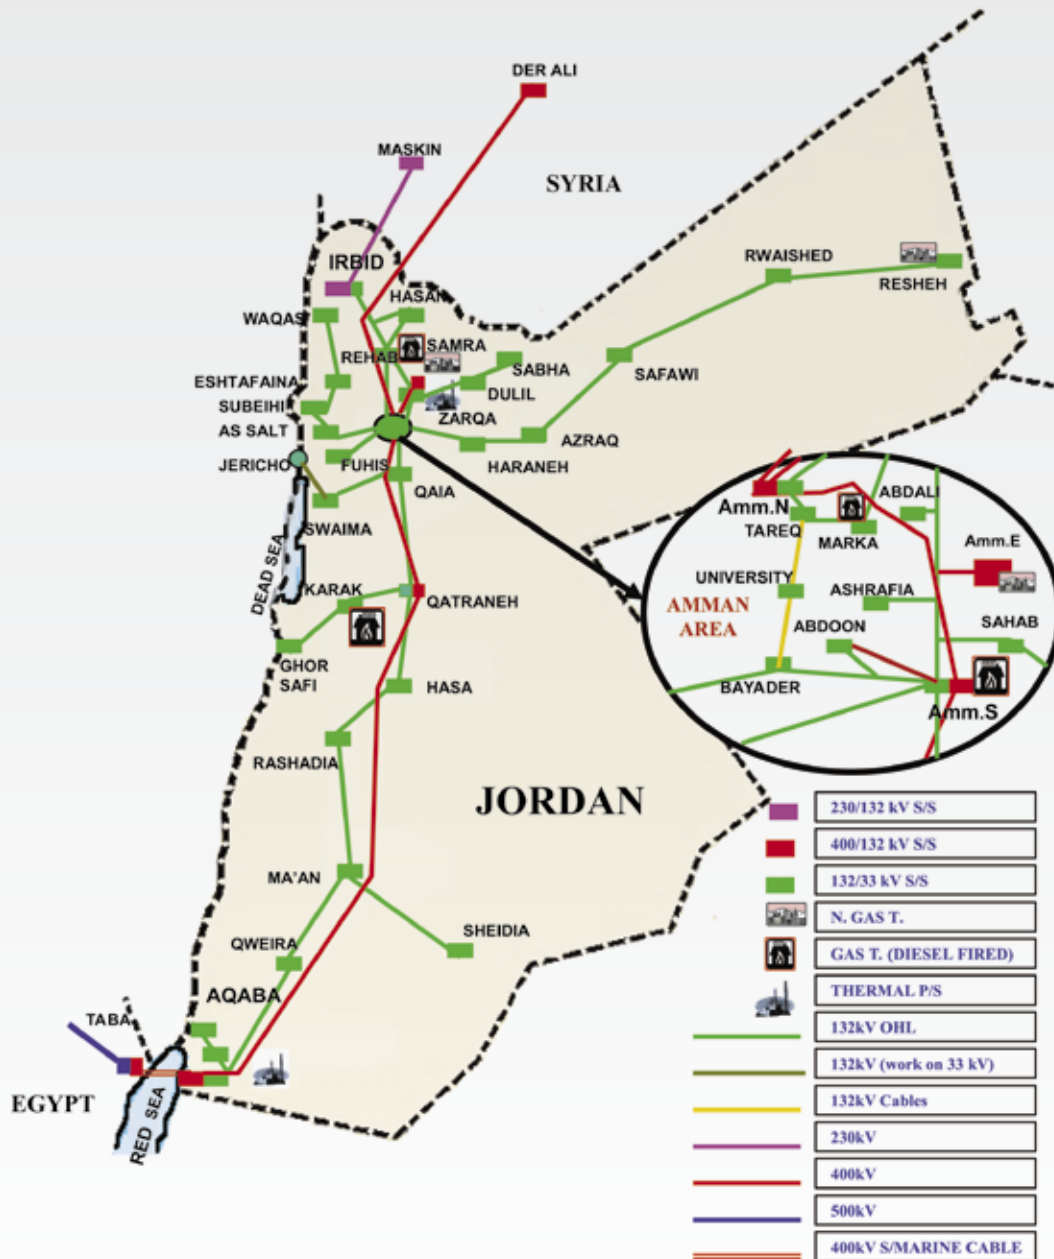 DER ALI
MASKIN
SYRIA
IRBID
RWAISHED
RESHEH
HASAN
WAQAS
REHAB
SAMRA
SABHA
SAFAWI
ESHTAFAINA
DULIL
SUBEIHI
ZARQA
AS SALT
AZRAQ
JERICHO
FUHIS
HARANEH
QAIA
SWAIMA
DEAD SEA
KARAK
QATRANEH
GHOR
SAFI
HASA
RASHADIA
JORDAN
MA'AN
SHEIDIA
QWEIRA
AQABA
TABA
EGYPT
RED SEA
Amm.N
ABDALI
TAREQ
MARKA
Amm.E
UNIVERSITY
ASHRAFIA
AMMAN
AREA
ABDOON
SAHAB
BAYADER
Amm.S
230/132 kV S/S
400/132 kV S/S
132/33 kV S/S
N. GAS T.
GAS T. (DIESEL FIRED)
THERMAL P/S
132kV OHL
132kV (work on 33 kV)
132kV Cables
230kV
400kV
500kV
400kV S/MARINE CABLE